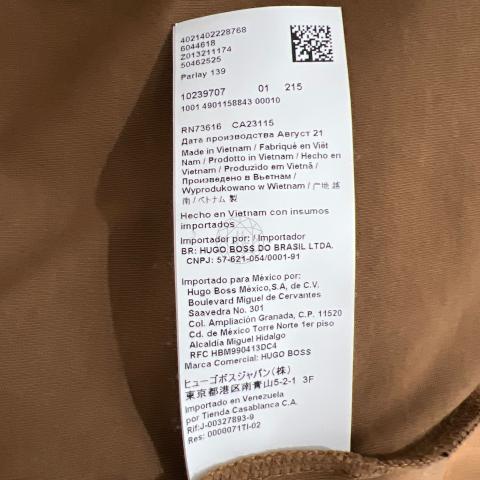 4021402228768
6044618
Z013211174
50462525
Parlay 139
10239707 01 215
1001 4901158843 00010
RN73616 CA23115
Дата производства Август 21
Made in Vietnam / Fabriqué en Viêt
Nam / Prodotto in Vietnam / Hecho en
Vietnam / Produzido em Vietnã /
Произведено в Вьетнам /
Wyprodukowano w Wietnam / 产地 越
南 / ベトナム 製
Hecho en Vietnam con insumos
importados
Importador por: / Importador
BR: HUGO BOSS DO BRASIL LTDA.
CNPJ: 57-621-054/0001-91
Importado para México por:
Hugo Boss México,S.A, de C.V.
Boulevard Miguel de Cervantes
Saavedra No. 301
Col. Ampliación Granada, C.P. 11520
Cd. de México Torre Norte 1er piso
Alcaldía Miguel Hidalgo
RFC HBM990413DC4
Marca Comercial: HUGO BOSS
ヒューゴボスジャパン(株)
東京都港区南青山5-2-1 3F
Importado en Venezuela
por Tienda Casablanca C.A.
Rif:J-00327893-9
Res: 0000071TI-02